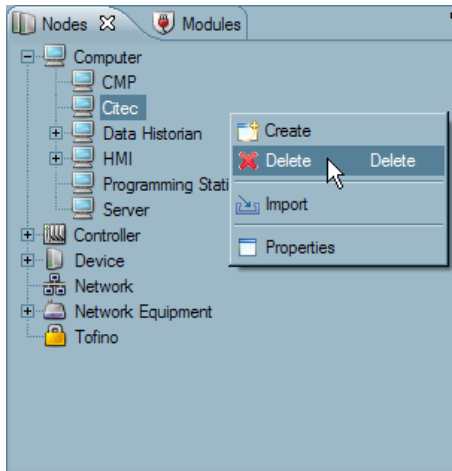 Nodes Modules
Computer
CMP
Citec
Data Historian
HMI
Programming Stati
Server
Controller
Device
Network
Network Equipment
Tofino
Create
Delete Delete
Import
Properties